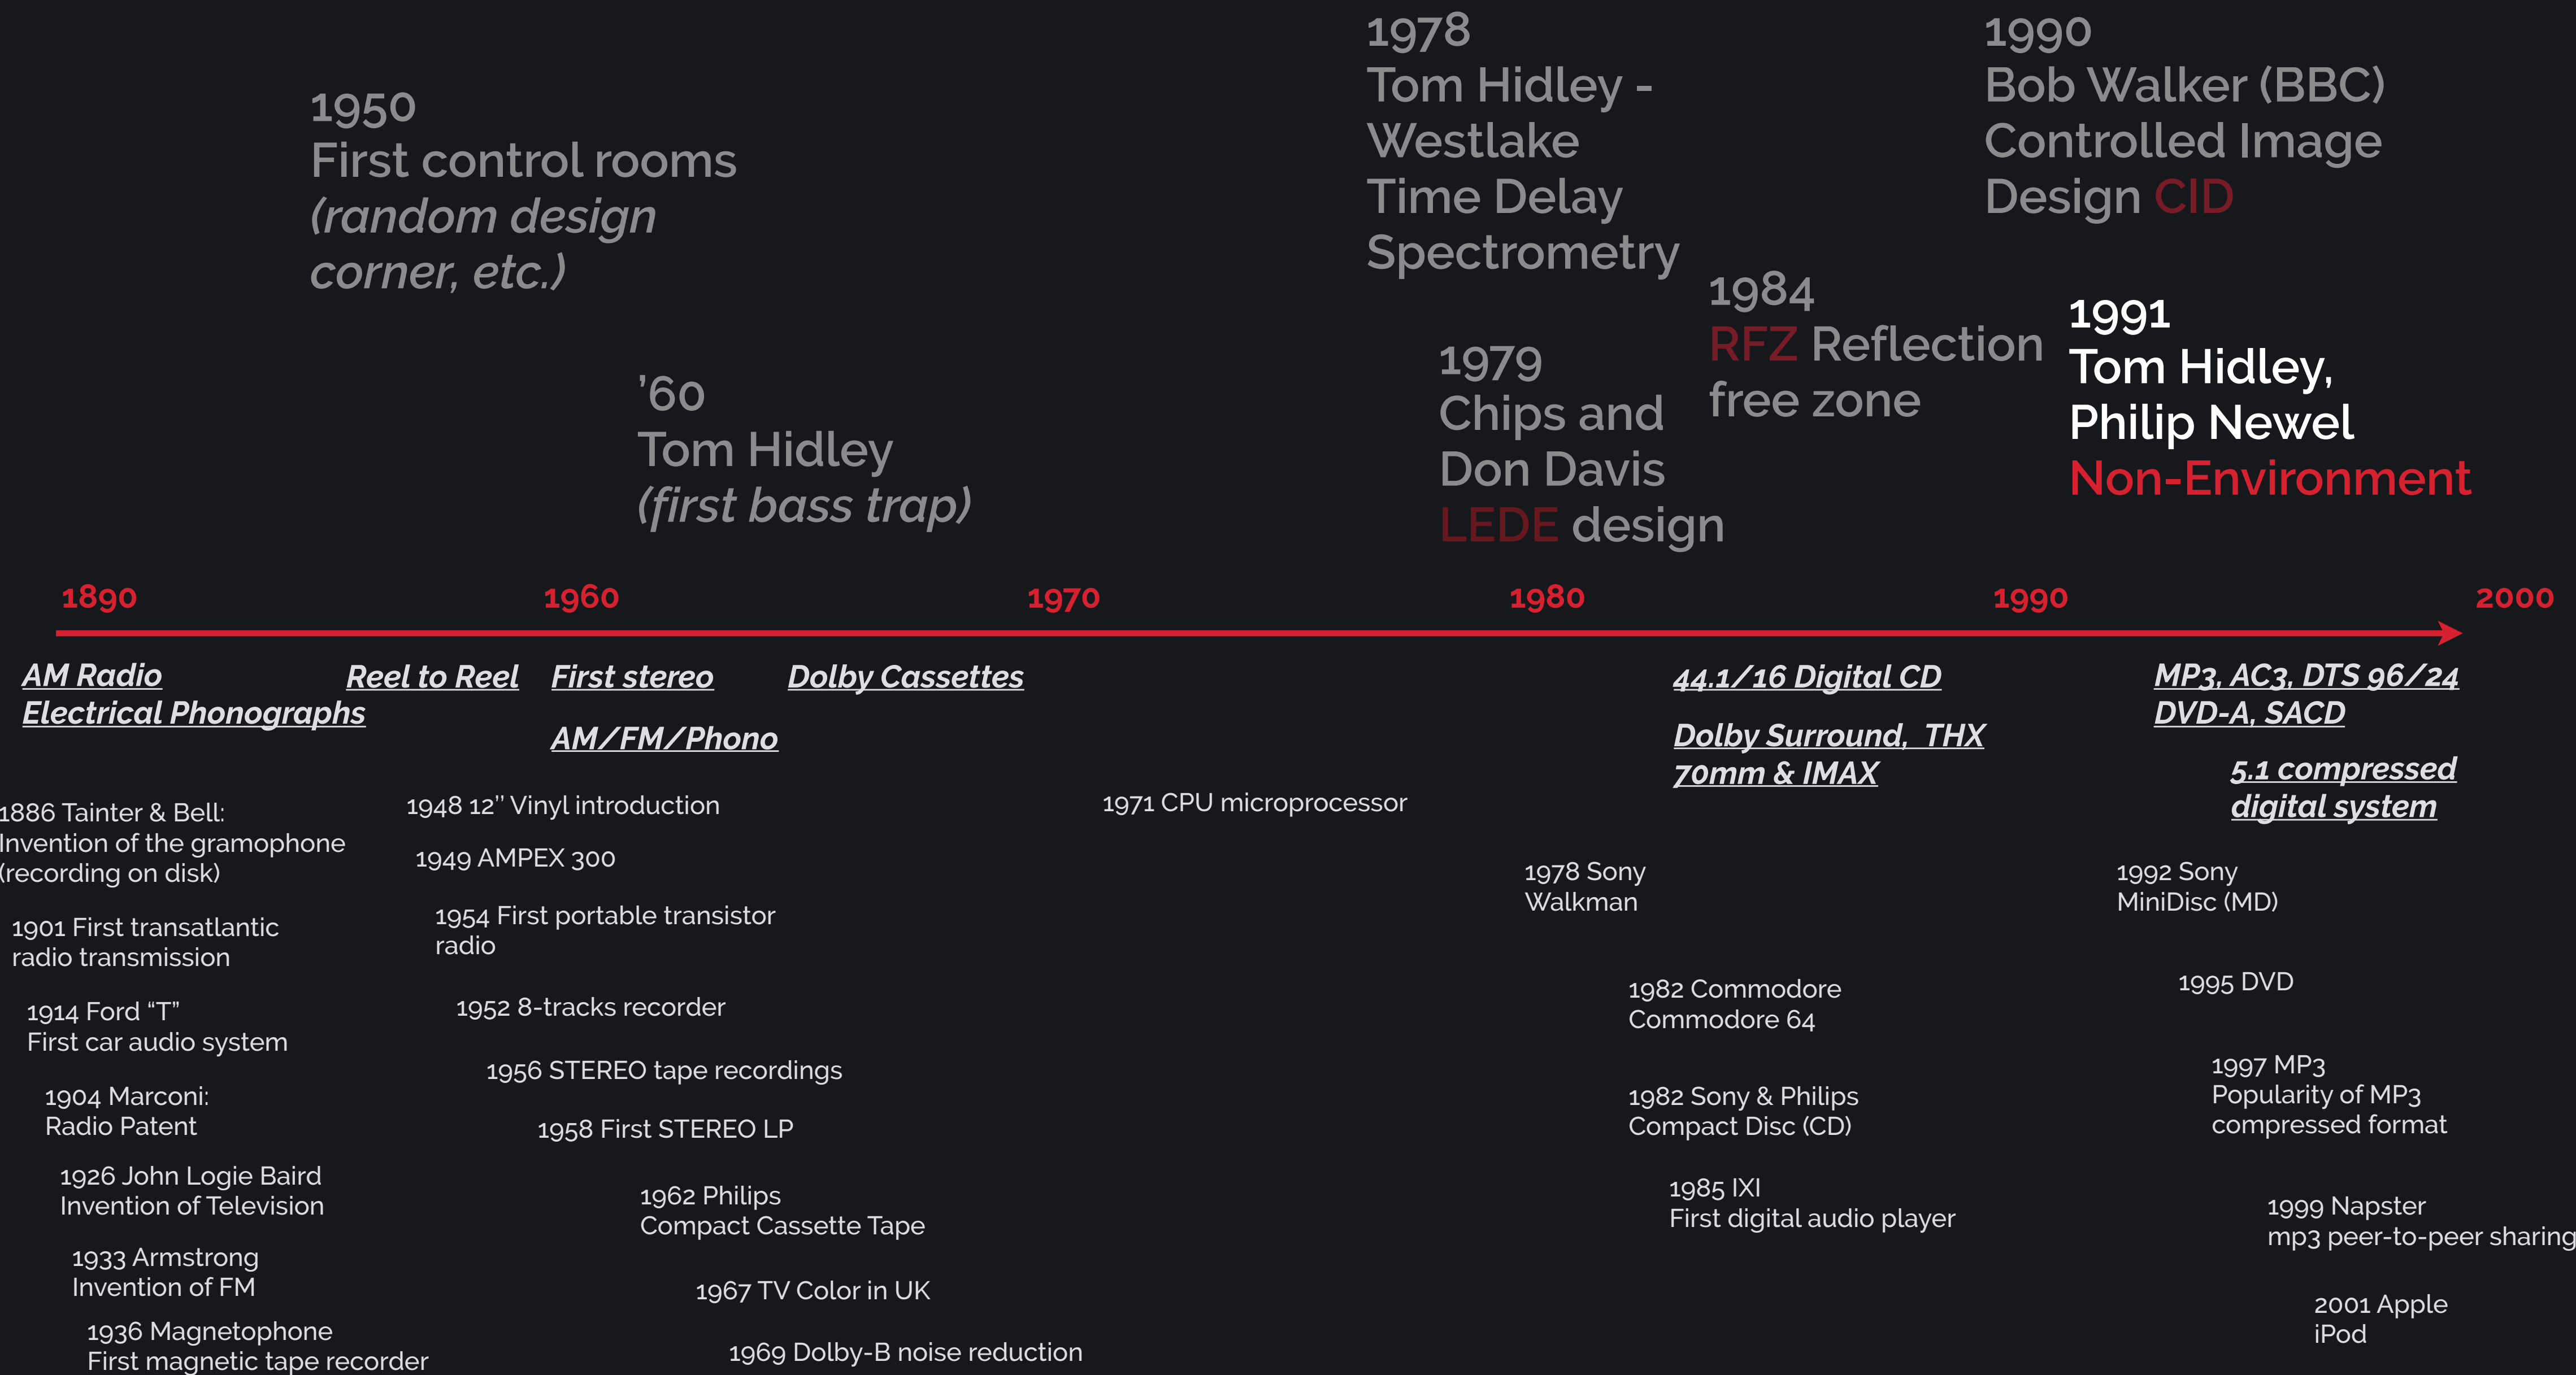 1950
First control rooms
(random design
corner, etc.)
’60
Tom Hidley
(first bass trap)
1978
Tom Hidley -
Westlake
Time Delay
Spectrometry
1979
Chips and
Don Davis
LEDE design
1984
RFZ Reflection
free zone
1990
Bob Walker (BBC)
Controlled Image
Design CID
1991
Tom Hidley,
Philip Newel
Non-Environment
1890
1960
1970
1980
1990
2000
AM Radio
Electrical Phonographs
Reel to Reel
First stereo
AM/FM/Phono
Dolby Cassettes
44.1/16 Digital CD
Dolby Surround, THX
70mm & IMAX
MP3, AC3, DTS 96/24
DVD-A, SACD
5.1 compressed
digital system
1886 Tainter & Bell:
Invention of the gramophone
(recording on disk)
1901 First transatlantic
radio transmission
1914 Ford “T”
First car audio system
1904 Marconi:
Radio Patent
1926 John Logie Baird
Invention of Television
1933 Armstrong
Invention of FM
1936 Magnetophone
First magnetic tape recorder
1948 12’’ Vinyl introduction
1949 AMPEX 300
1954 First portable transistor
radio
1952 8-tracks recorder
1956 STEREO tape recordings
1958 First STEREO LP
1962 Philips
Compact Cassette Tape
1967 TV Color in UK
1969 Dolby-B noise reduction
1971 CPU microprocessor
1978 Sony
Walkman
1982 Commodore
Commodore 64
1982 Sony & Philips
Compact Disc (CD)
1985 IXI
First digital audio player
1992 Sony
MiniDisc (MD)
1995 DVD
1997 MP3
Popularity of MP3
compressed format
1999 Napster
mp3 peer-to-peer sharing
2001 Apple
iPod